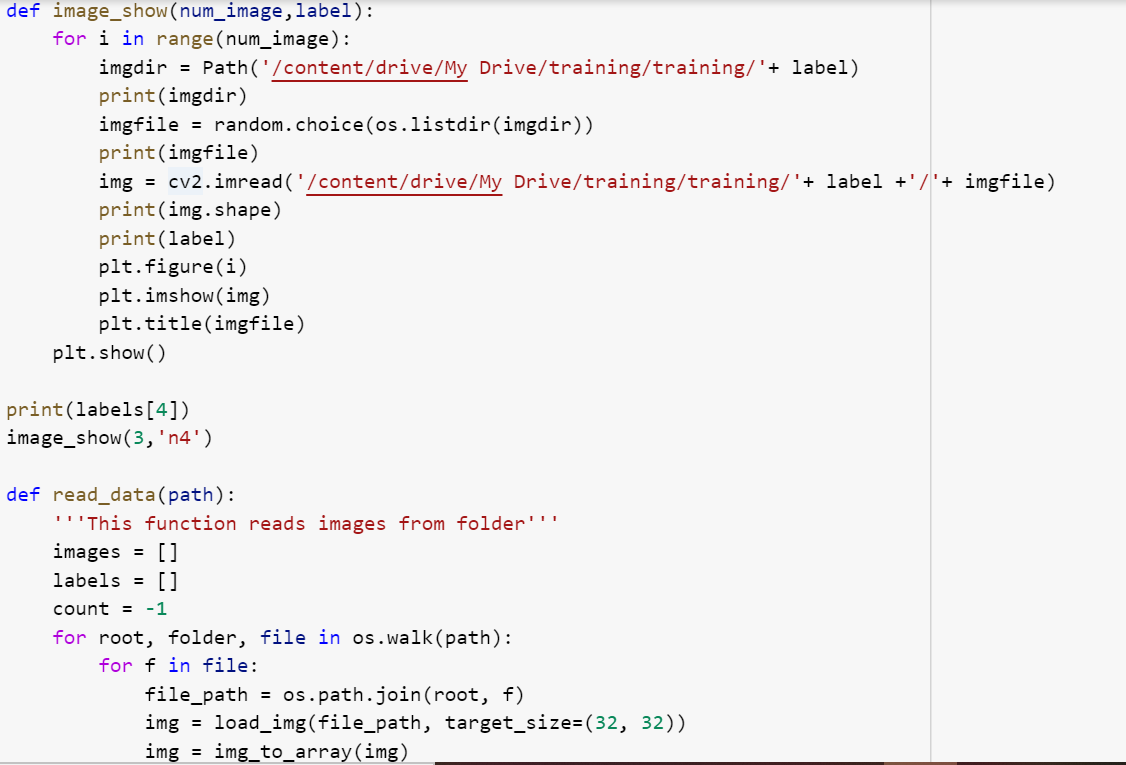 def image_show(num_image,label):
    for i in range(num_image):
        imgdir = Path('/content/drive/My Drive/training/training/'+ label)
        print(imgdir)
        imgfile = random.choice(os.listdir(imgdir))
        print(imgfile)
        img = cv2.imread('/content/drive/My Drive/training/training/'+ label +'/'+ imgfile)
        print(img.shape)
        print(label)
        plt.figure(i)
        plt.imshow(img)
        plt.title(imgfile)
    plt.show()

print(labels[4])
image_show(3,'n4')

def read_data(path):
    '''This function reads images from folder'''
    images = []
    labels = []
    count = -1
    for root, folder, file in os.walk(path):
        for f in file:
            file_path = os.path.join(root, f)
            img = load_img(file_path, target_size=(32, 32))
            img = img_to_array(img)